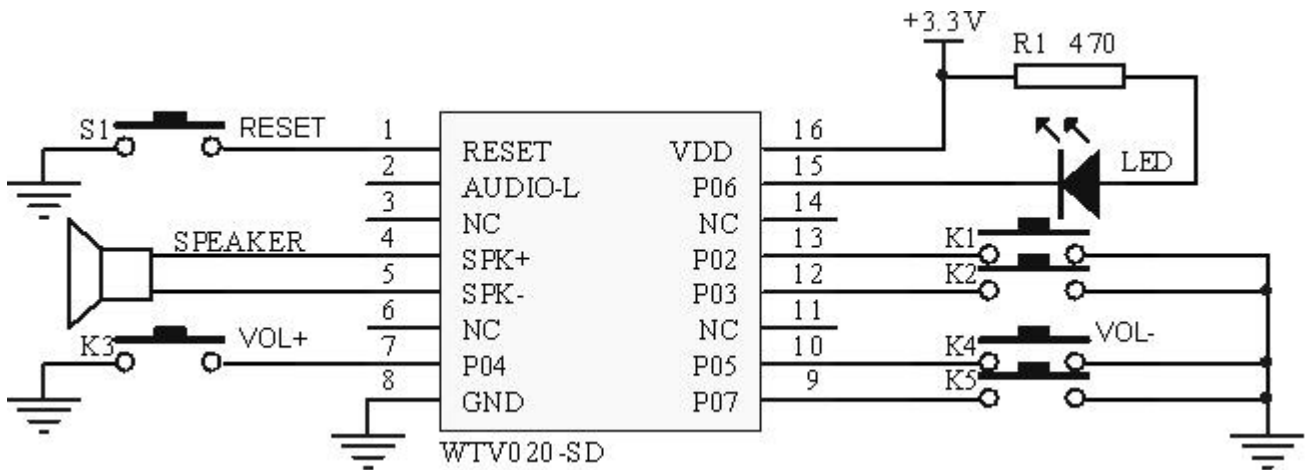 +3.3V
R1 470
S1 RESET
LED
1 RESET VDD 16
2 AUDIO-L P06 15
3 NC NC 14
SPEAKER
4 SPK+ P02 13 K1
5 SPK- P03 12 K2
6 NC NC 11
K3 VOL+
7 P04 P05 10 K4 VOL-
8 GND P07 9 K5
WTV020-SD